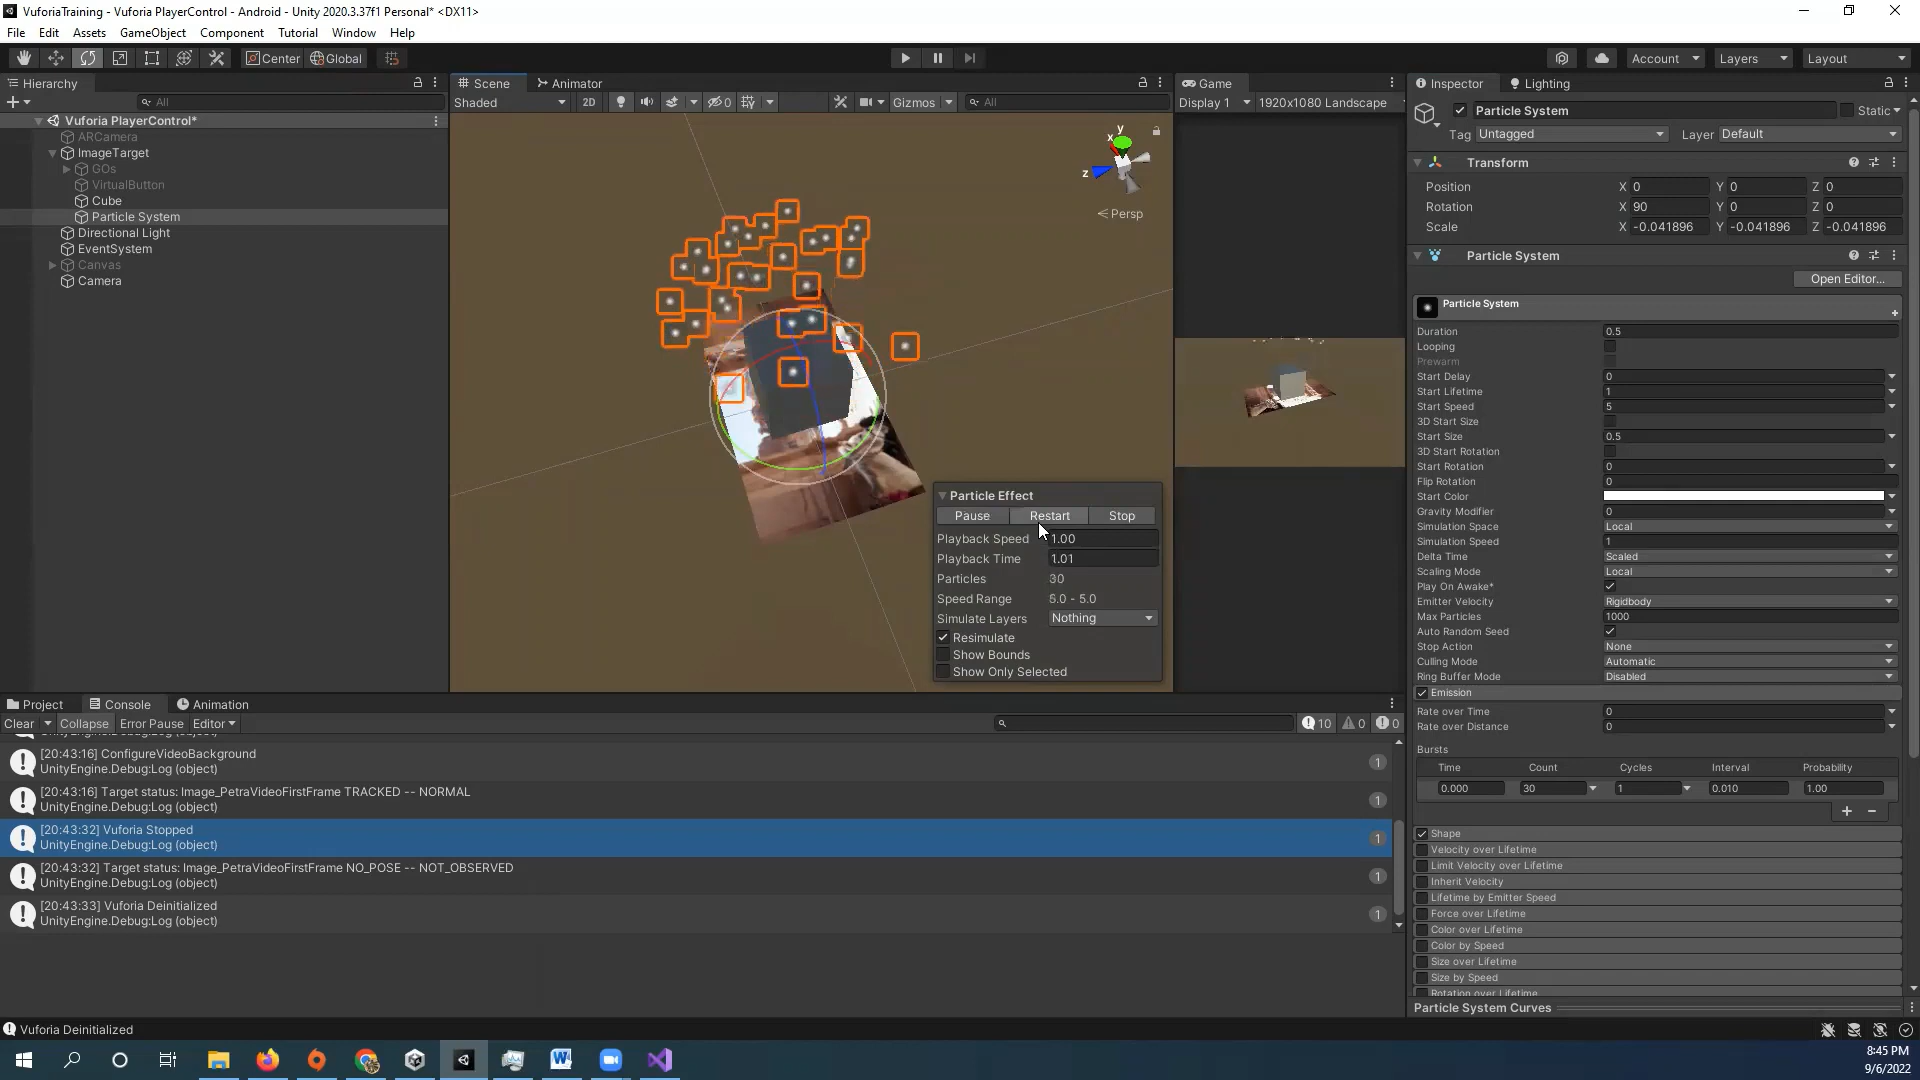 VuforiaTraining - Vuforia PlayerControl - Android - Unity 2020.3.37f1 Personal* <DX11>
File Edit Assets GameObject Component Tutorial Window Help
Center Global Account Layers Layout
Hierarchy
All
Vuforia PlayerControl*
ARCamera
ImageTarget
GOs
VirtualButton
Cube
Particle System
Directional Light
EventSystem
Canvas
Camera
Scene Animator
Shaded 2D 0 Gizmos All
y
x
z
Persp
Particle Effect
Pause Restart Stop
Playback Speed 1.00
Playback Time 1.01
Particles 30
Speed Range 5.0 - 5.0
Simulate Layers Nothing
Resimulate
Show Bounds
Show Only Selected
Game
Display 1 1920x1080 Landscape
Inspector Lighting
Particle System Static
Tag Untagged Layer Default
Transform
Position X 0 Y 0 Z 0
Rotation X 90 Y 0 Z 0
Scale X -0.041896 Y -0.041896 Z -0.041896
Particle System
Open Editor...
Particle System
Duration 0.5
Looping
Prewarm
Start Delay 0
Start Lifetime 1
Start Speed 5
3D Start Size
Start Size 0.5
3D Start Rotation
Start Rotation 0
Flip Rotation 0
Start Color
Gravity Modifier 0
Simulation Space Local
Simulation Speed 1
Delta Time Scaled
Scaling Mode Local
Play On Awake*
Emitter Velocity Rigidbody
Max Particles 1000
Auto Random Seed
Stop Action None
Culling Mode Automatic
Ring Buffer Mode Disabled
Emission
Rate over Time 0
Rate over Distance 0
Bursts
Time Count Cycles Interval Probability
0.000 30 1 0.010 1.00
Shape
Velocity over Lifetime
Limit Velocity over Lifetime
Inherit Velocity
Lifetime by Emitter Speed
Force over Lifetime
Color over Lifetime
Color by Speed
Size over Lifetime
Size by Speed
Rotation over Lifetime
Particle System Curves
Project Console Animation
Clear Collapse Error Pause Editor 10 0 0
UnityEngine.Debug:Log (object)
[20:43:16] ConfigureVideoBackground
UnityEngine.Debug:Log (object) 1
[20:43:16] Target status: Image_PetraVideoFirstFrame TRACKED -- NORMAL
UnityEngine.Debug:Log (object) 1
[20:43:32] Vuforia Stopped
UnityEngine.Debug:Log (object) 1
[20:43:32] Target status: Image_PetraVideoFirstFrame NO_POSE -- NOT_OBSERVED
UnityEngine.Debug:Log (object) 1
[20:43:33] Vuforia Deinitialized
UnityEngine.Debug:Log (object) 1
Vuforia Deinitialized
8:45 PM
9/6/2022